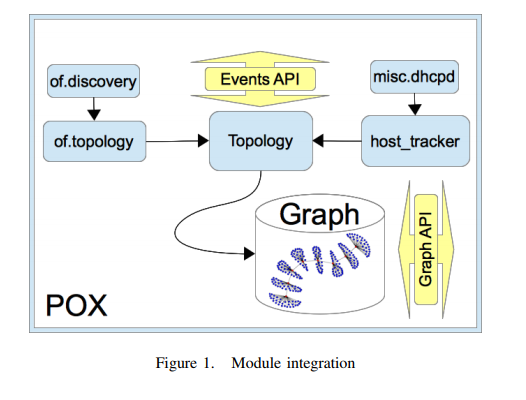 Events API
of.discovery
misc.dhcpd
of.topology
Topology
host_tracker
Graph
Graph API
POX
Figure 1. Module integration